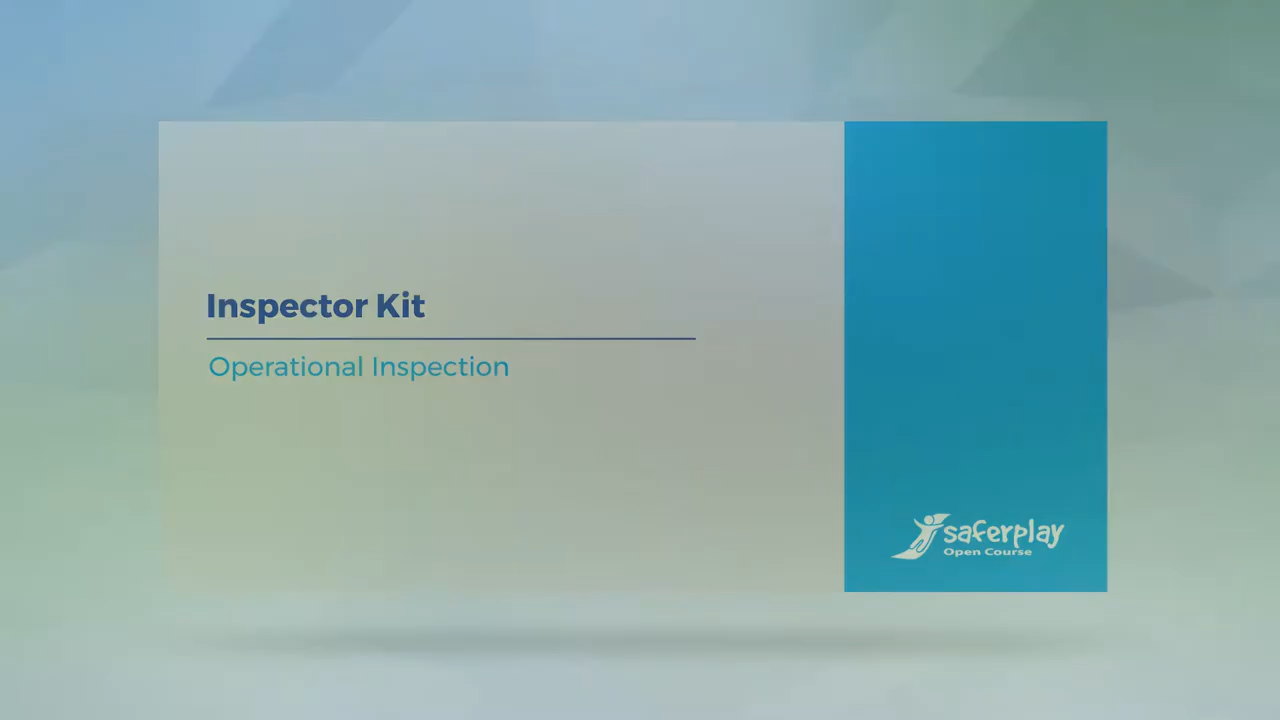 Inspector Kit
Operational Inspection
saferplay
Open Course